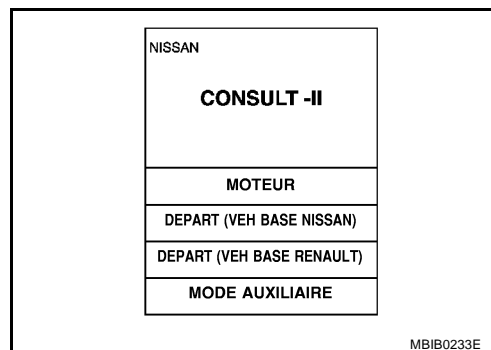 NISSAN
CONSULT -II
MOTEUR
DEPART (VEH BASE NISSAN)
DEPART (VEH BASE RENAULT)
MODE AUXILIAIRE
MBIB0233E